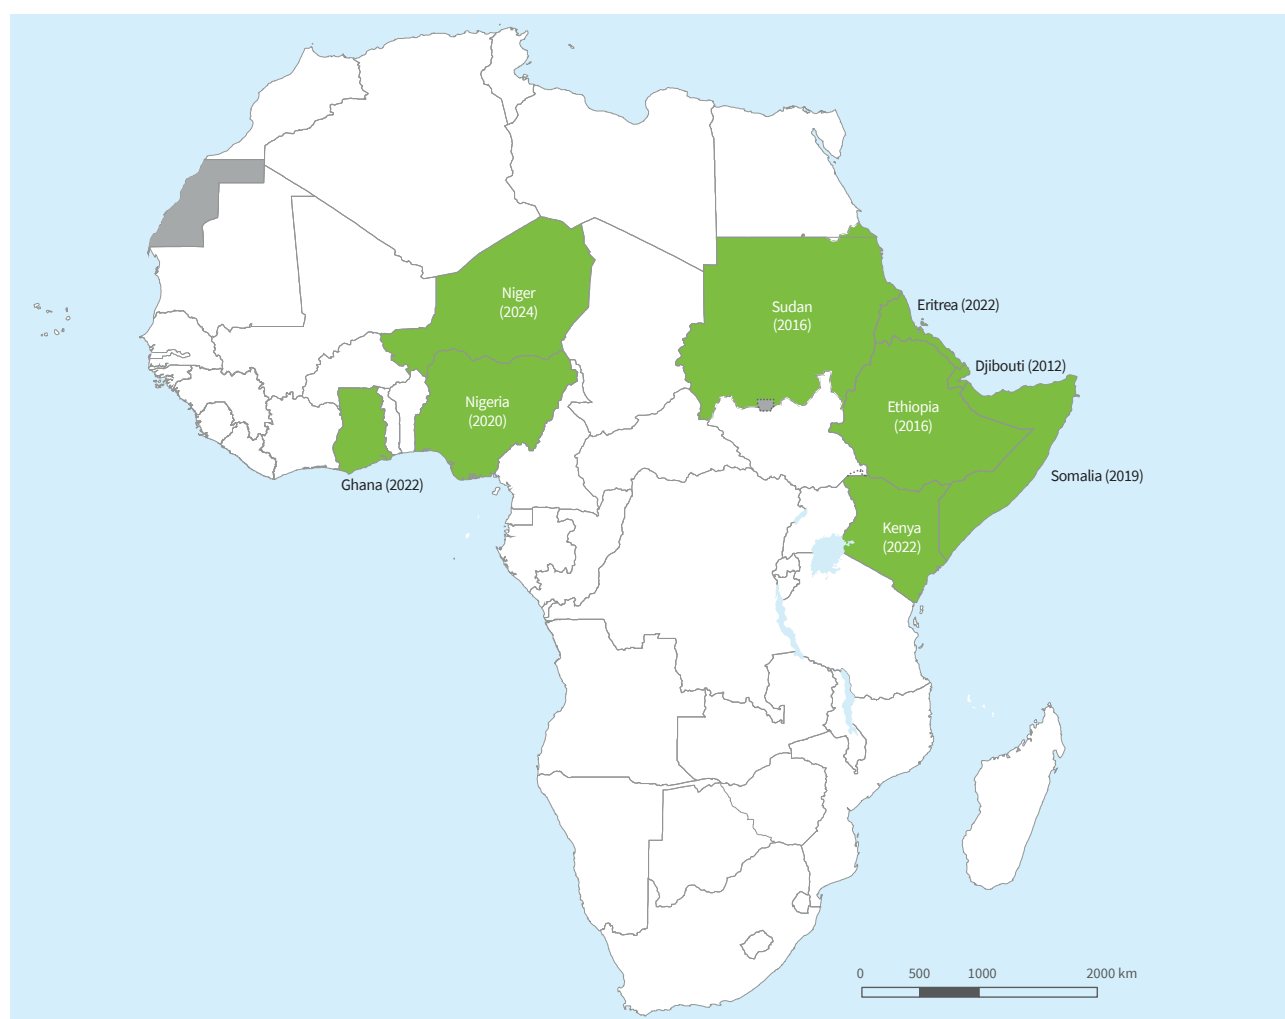 Niger
(2024)
Sudan
(2016)
Eritrea (2022)
Djibouti (2012)
Nigeria
(2020)
Ethiopia
(2016)
Ghana (2022)
Somalia (2019)
Kenya
(2022)
0 500 1000 2000 km